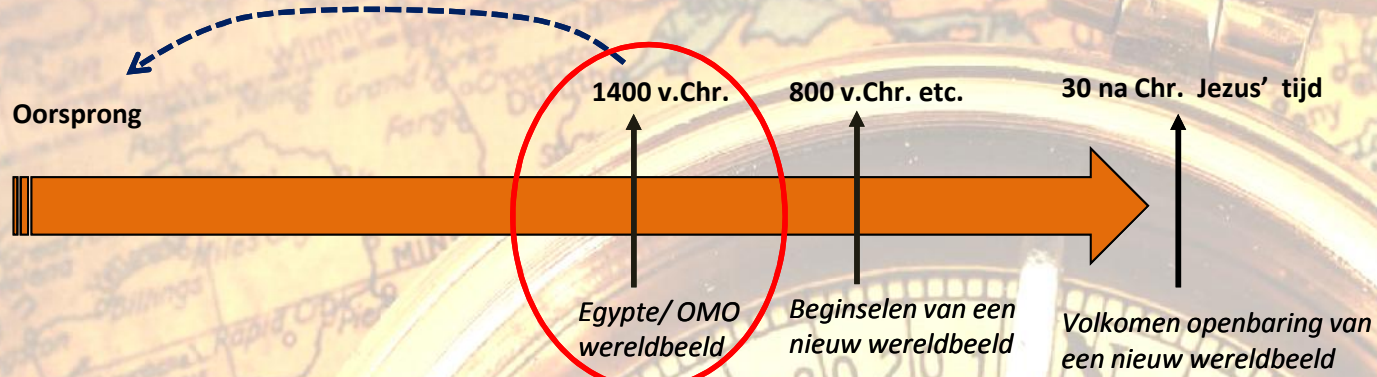 Oorsprong
1400 v.Chr.
800 v.Chr. etc.
30 na Chr. Jezus’ tijd
Egypte/ OMO
wereldbeeld
Beginselen van een
nieuw wereldbeeld
Volkomen openbaring van
een nieuw wereldbeeld